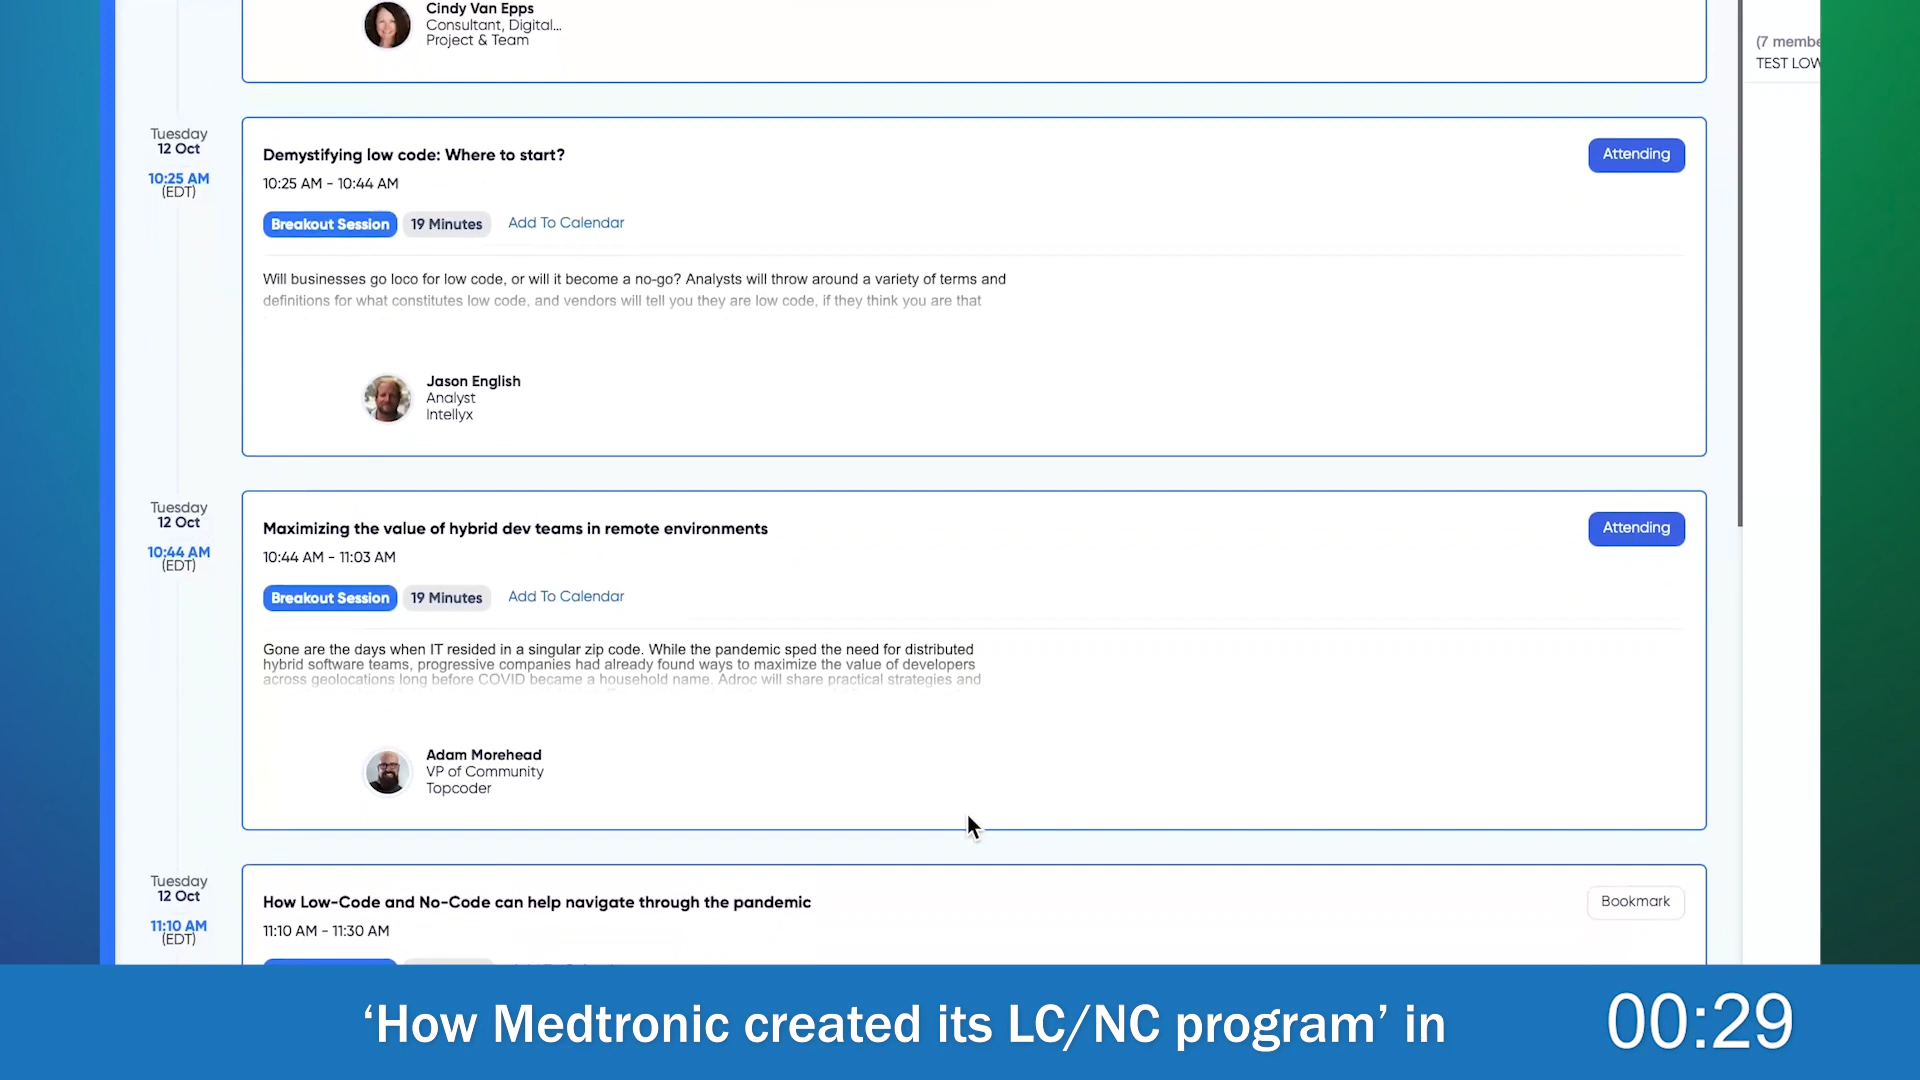 Cindy Van Epps
Consultant, Digital...
Project & Team
(7 membe
TEST LOW
Tuesday
12 Oct
10:25 AM
(EDT)
Demystifying low code: Where to start?
Attending
10:25 AM - 10:44 AM
Breakout Session
19 Minutes
Add To Calendar
Will businesses go loco for low code, or will it become a no-go? Analysts will throw around a variety of terms and
definitions for what constitutes low code, and vendors will tell you they are low code, if they think you are that
Jason English
Analyst
Intellyx
Tuesday
12 Oct
10:44 AM
(EDT)
Maximizing the value of hybrid dev teams in remote environments
Attending
10:44 AM - 11:03 AM
Breakout Session
19 Minutes
Add To Calendar
Gone are the days when IT resided in a singular zip code. While the pandemic sped the need for distributed
hybrid software teams, progressive companies had already found ways to maximize the value of developers
across geolocations long before COVID became a household name. Adroc will share practical strategies and
Adam Morehead
VP of Community
Topcoder
Tuesday
12 Oct
11:10 AM
(EDT)
How Low-Code and No-Code can help navigate through the pandemic
Bookmark
11:10 AM - 11:30 AM
‘How Medtronic created its LC/NC program’ in
00:29